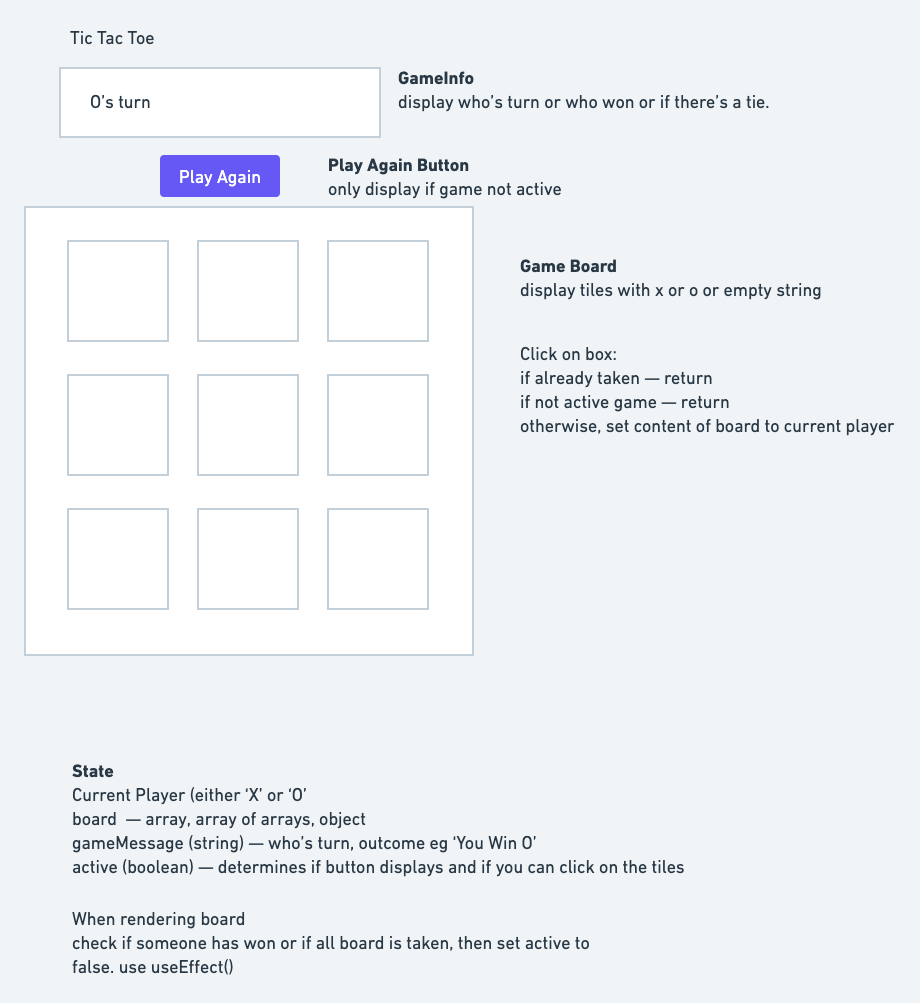 Tic Tac Toe
O's turn
GameInfo
display who’s turn or who won or if there’s a tie.
Play Again
Play Again Button
only display if game not active
Game Board
display tiles with x or o or empty string
Click on box:
if already taken — return
if not active game — return
otherwise, set content of board to current player
State
Current Player (either ‘X’ or ‘O’
board  — array, array of arrays, object
gameMessage (string) — who’s turn, outcome eg ‘You Win O’
active (boolean) — determines if button displays and if you can click on the tiles
When rendering board
check if someone has won or if all board is taken, then set active to
false. use useEffect()